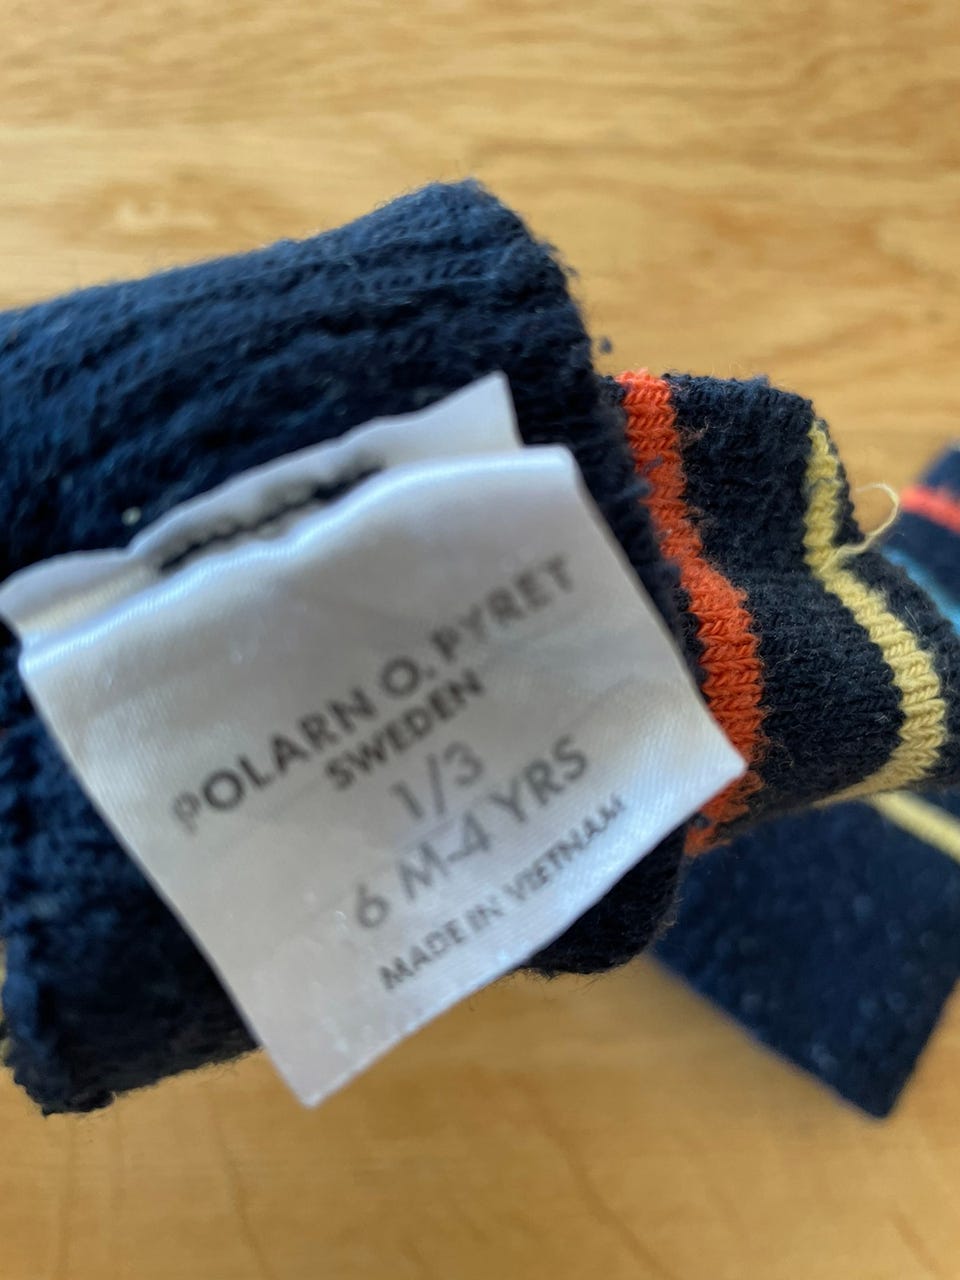 POLARN O. PYRET
SWEDEN
1/3
6 M-4 YRS
MADE IN VIETNAM